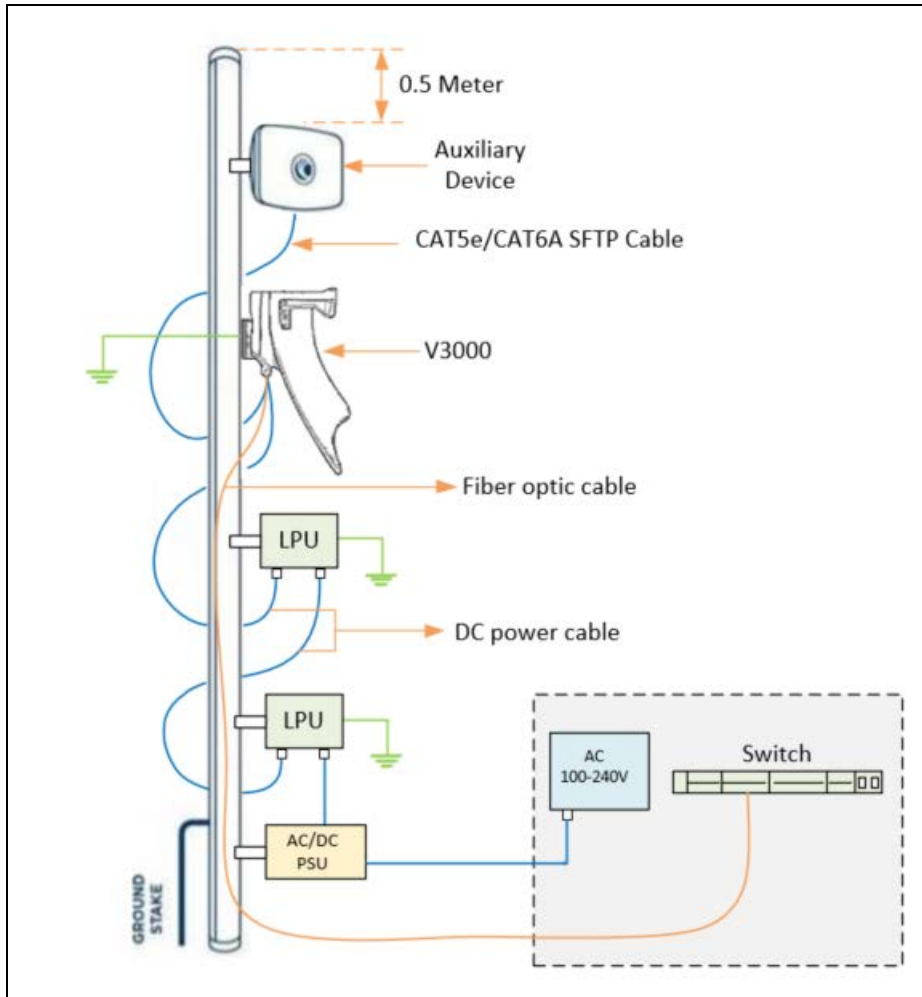 0.5 Meter
Auxiliary
Device
CAT5e/CAT6A SFTP Cable
V3000
Fiber optic cable
LPU
DC power cable
LPU
AC
100-240V
Switch
AC/DC
PSU
GROUND
STAKE